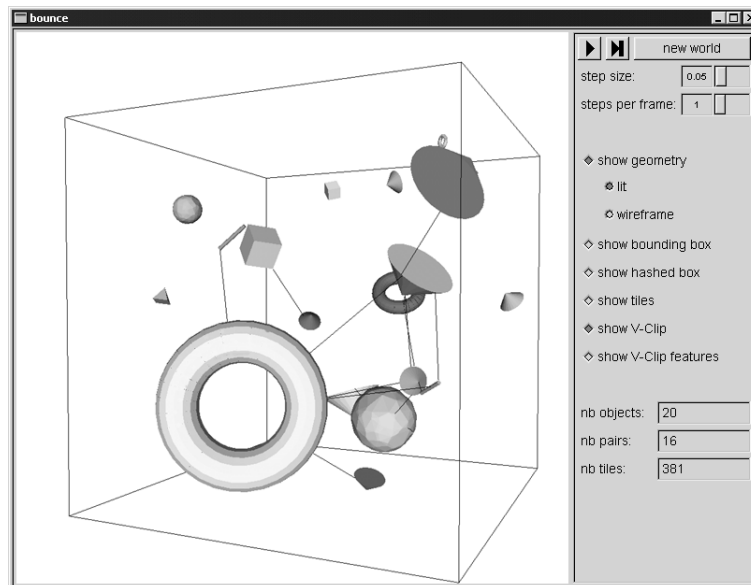 bounce
new world
step size: 0.05
steps per frame: 1
show geometry
lit
wireframe
show bounding box
show hashed box
show tiles
show V-Clip
show V-Clip features
nb objects: 20
nb pairs: 16
nb tiles: 381